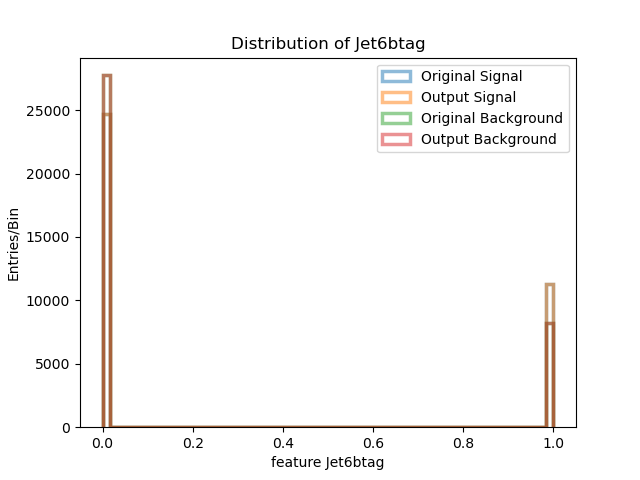 Distribution of Jet6btag
Original Signal
Output Signal
Original Background
Output Background
Entries/Bin
25000
20000
15000
10000
5000
0
0.0 0.2 0.4 0.6 0.8 1.0
feature Jet6btag